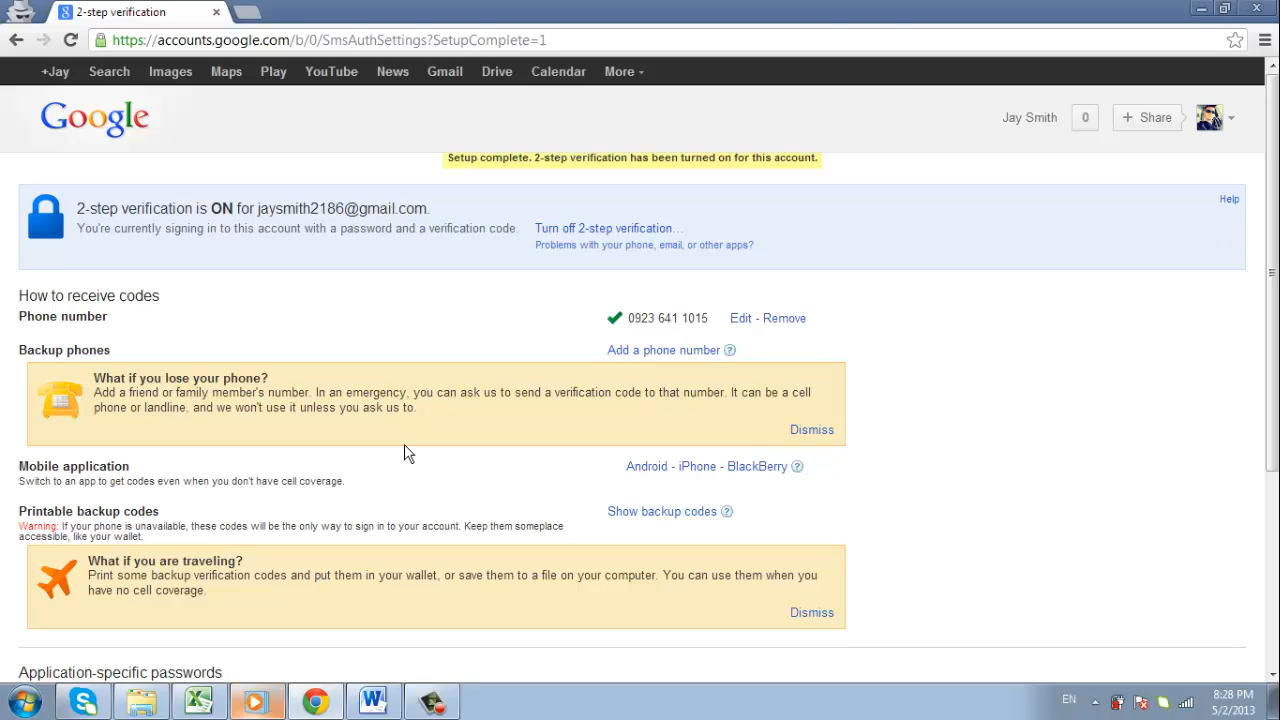 2-step verification
https://accounts.google.com/b/0/SmsAuthSettings?SetupComplete=1
+Jay Search Images Maps Play YouTube News Gmail Drive Calendar More
Google
Jay Smith 0 + Share
Setup complete. 2-step verification has been turned on for this account.
2-step verification is ON for jaysmith2186@gmail.com.
Help
You're currently signing in to this account with a password and a verification code. Turn off 2-step verification...
Problems with your phone, email, or other apps?
How to receive codes
Phone number 0923 641 1015 Edit - Remove
Backup phones Add a phone number ?
What if you lose your phone?
Add a friend or family member's number. In an emergency, you can ask us to send a verification code to that number. It can be a cell
phone or landline, and we won't use it unless you ask us to.
Dismiss
Mobile application Android - iPhone - BlackBerry ?
Switch to an app to get codes even when you don't have cell coverage.
Printable backup codes Show backup codes ?
Warning: If your phone is unavailable, these codes will be the only way to sign in to your account. Keep them someplace
accessible, like your wallet.
What if you are traveling?
Print some backup verification codes and put them in your wallet, or save them to a file on your computer. You can use them when you
have no cell coverage.
Dismiss
Application-specific passwords
EN 8:28 PM
5/2/2013